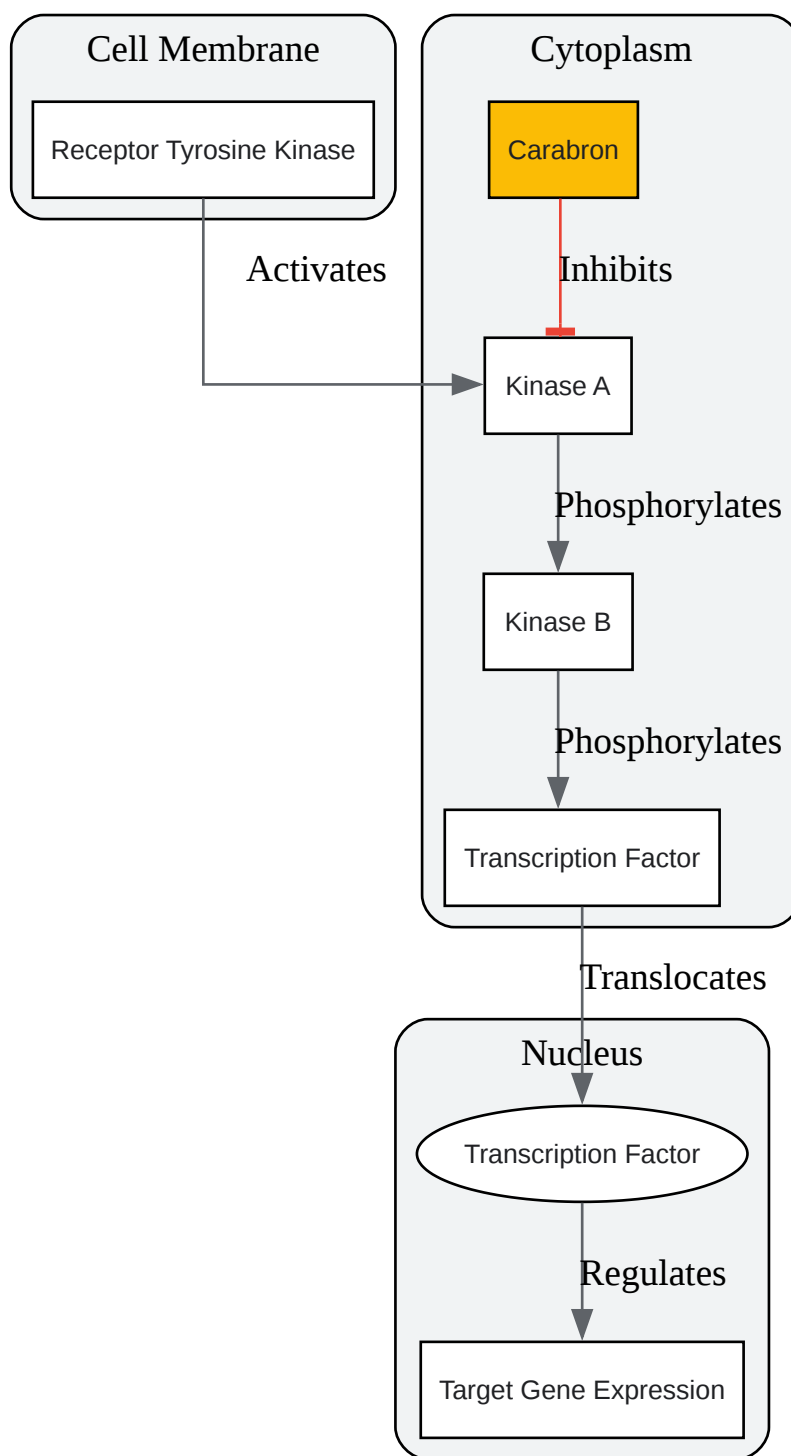 Cell Membrane
Receptor Tyrosine Kinase
Activates
Cytoplasm
Carabron
Inhibits
Kinase A
Phosphorylates
Kinase B
Phosphorylates
Transcription Factor
Translocates
Nucleus
Transcription Factor
Regulates
Target Gene Expression